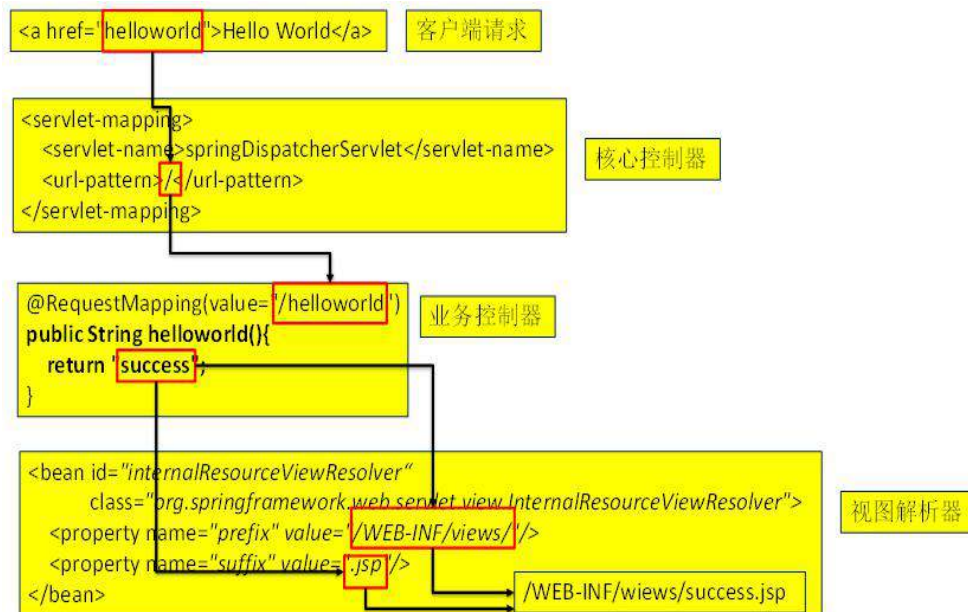 <a href="helloworld">Hello World</a>
客户端请求
<servlet-mapping>
<servlet-name>springDispatcherServlet</servlet-name>
<url-pattern>/</url-pattern>
</servlet-mapping>
核心控制器
@RequestMapping(value="/helloworld")
public String helloworld(){
return "success";
}
业务控制器
<bean id="internalResourceViewResolver“
class="org.springframework.web.servlet.view.InternalResourceViewResolver">
<property name="prefix" value="/WEB-INF/views/"/>
<property name="suffix" value=".jsp"/>
</bean>
视图解析器
/WEB-INF/wiews/success.jsp